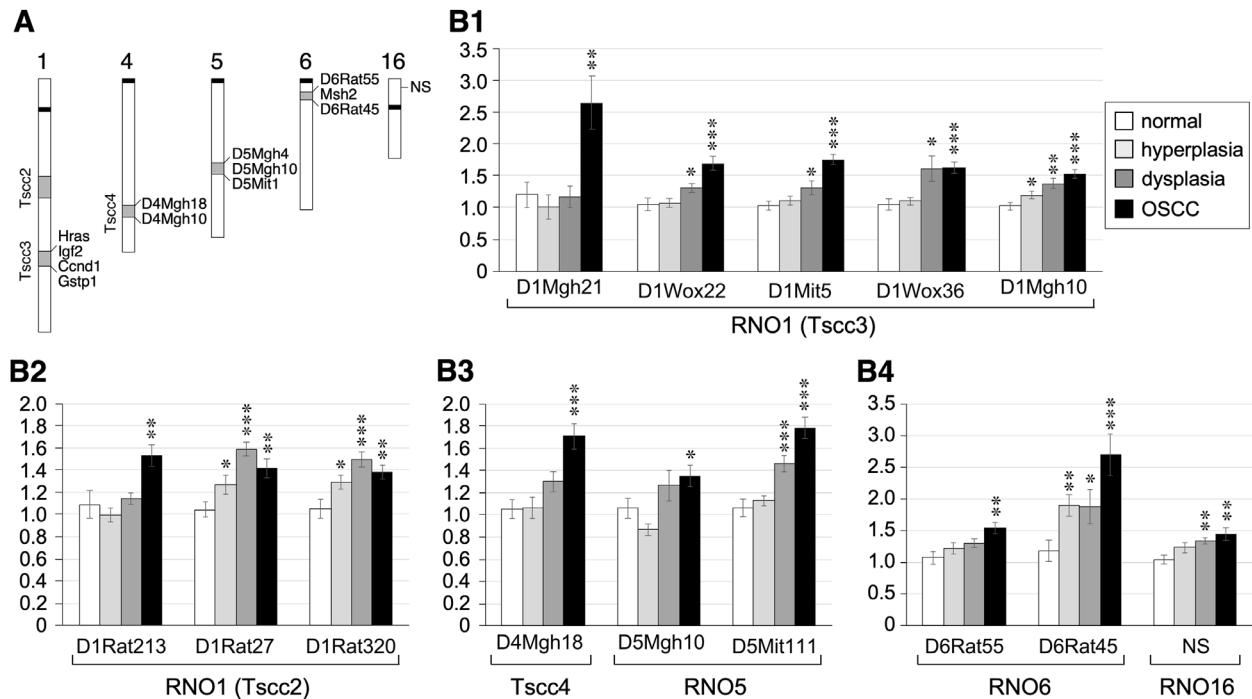 A
1
4
5
6
16
D6Rat55
Msh2
D6Rat45
NS
D5Mgh4
D5Mgh10
D5Mit1
Tscc2
Tscc4
D4Mgh18
D4Mgh10
Tscc3
Hras
Igf2
Ccnd1
Gstp1
B1
3.5
3.0
2.5
2.0
1.5
1.0
0.5
0
**
***
*
***
*
***
*
***
*
**
***
D1Mgh21 D1Wox22 D1Mit5 D1Wox36 D1Mgh10
RNO1 (Tscc3)
normal
hyperplasia
dysplasia
OSCC
B2
2.0
1.8
1.6
1.4
1.2
1.0
0.8
0.6
0.4
0.2
0
**
*
***
**
*
***
**
D1Rat213 D1Rat27 D1Rat320
RNO1 (Tscc2)
B3
2.0
1.8
1.6
1.4
1.2
1.0
0.8
0.6
0.4
0.2
0
***
*
***
***
D4Mgh18 D5Mgh10 D5Mit111
Tscc4 RNO5
B4
3.5
3.0
2.5
2.0
1.5
1.0
0.5
0
**
**
*
***
**
**
D6Rat55 D6Rat45 NS
RNO6 RNO16